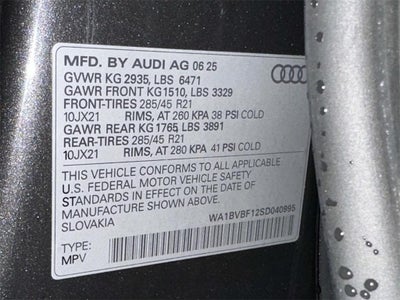 MFD. BY AUDI AG 06 25
GVWR KG 2935, LBS 6471
GAWR FRONT KG1510, LBS 3329
FRONT-TIRES 285/45 R21
10JX21 RIMS, AT 260 KPA 38 PSI COLD
GAWR REAR KG 1765, LBS 3891
REAR-TIRES 285/45 R21
10JX21 RIMS, AT 280 KPA 41 PSI COLD
THIS VEHICLE CONFORMS TO ALL APPLICABLE
U.S. FEDERAL MOTOR VEHICLE SAFETY
STANDARDS IN EFFECT ON THE DATE OF
MANUFACTURE SHOWN ABOVE.
SLOVAKIA WA1BVBF12SD040995
TYPE:
MPV